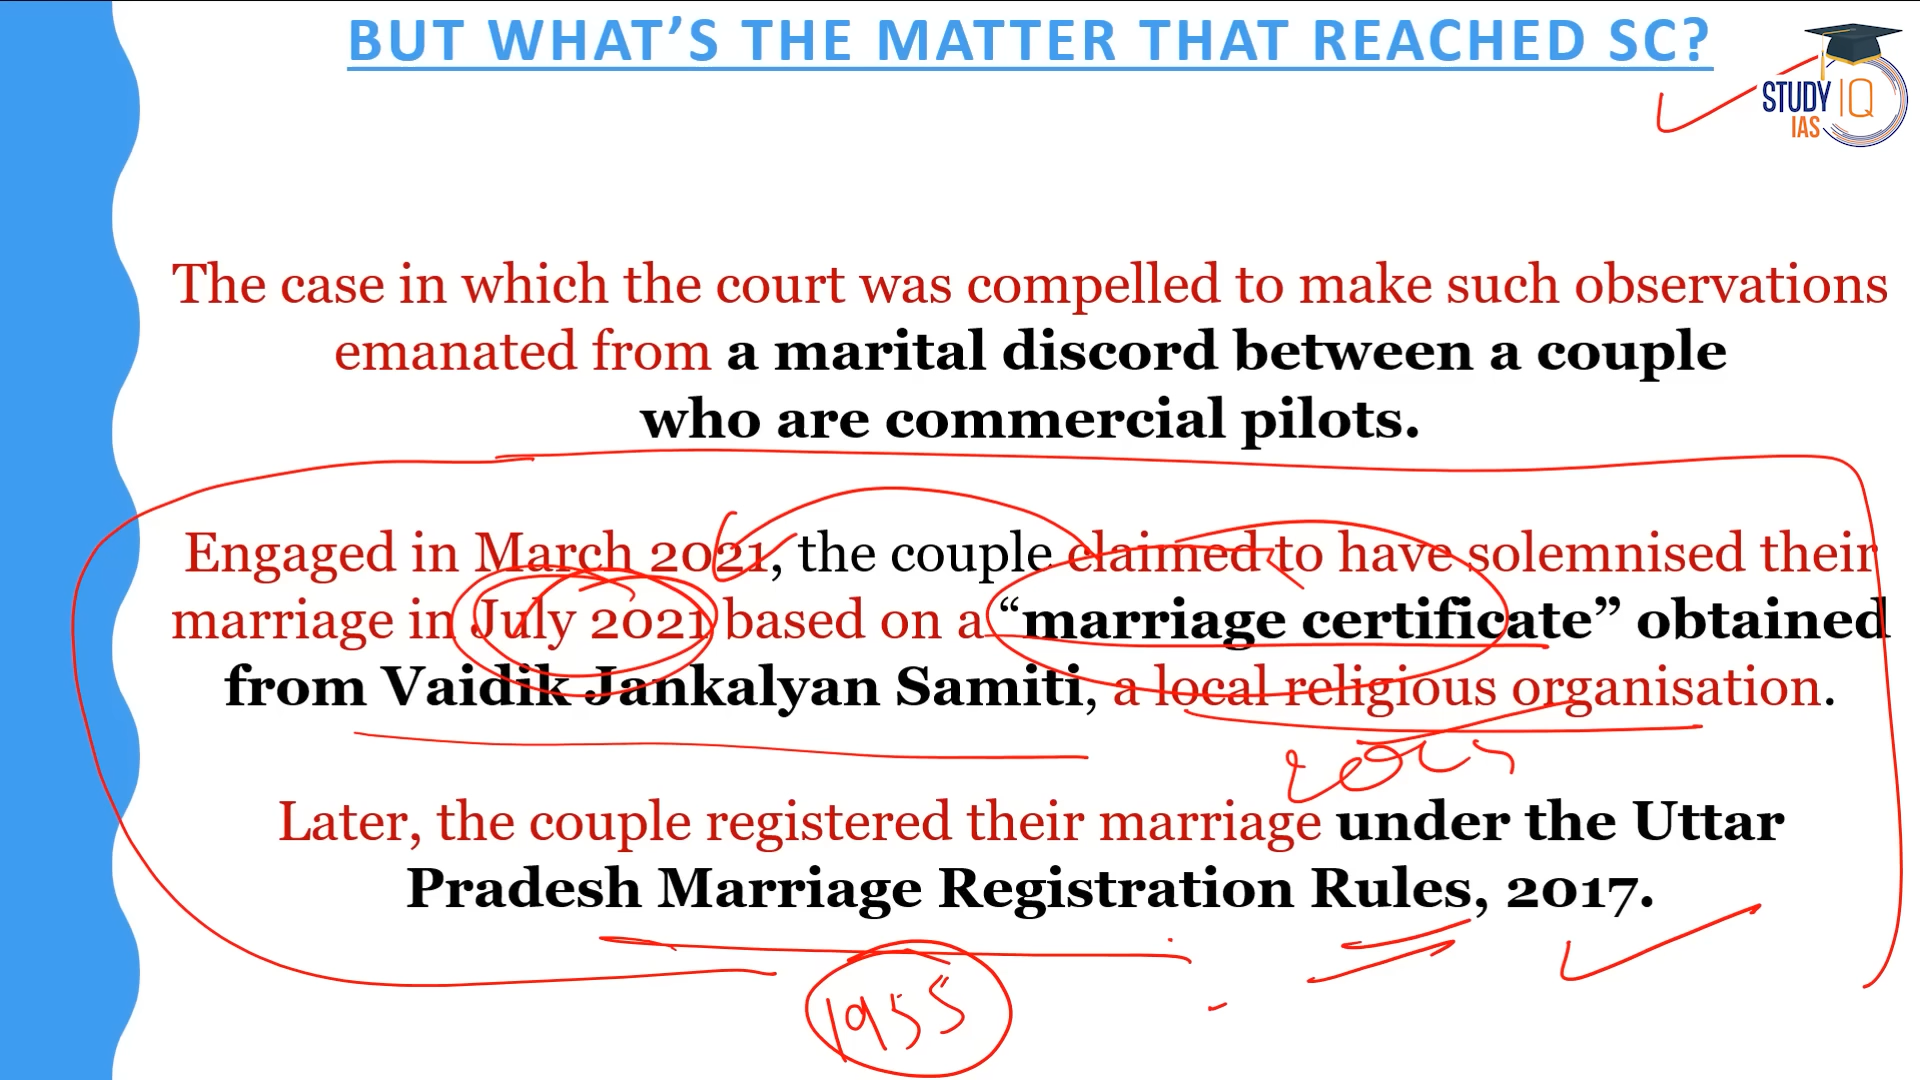 BUT WHAT'S THE MATTER THAT REACHED SC?
STUDY IQ
IAS
The case in which the court was compelled to make such observations
emanated from a marital discord between a couple
who are commercial pilots.
Engaged in March 2021, the couple claimed to have solemnised their
marriage in July 2021 based on a “marriage certificate” obtained
from Vaidik Jankalyan Samiti, a local religious organisation.
Later, the couple registered their marriage under the Uttar
Pradesh Marriage Registration Rules, 2017.
1955